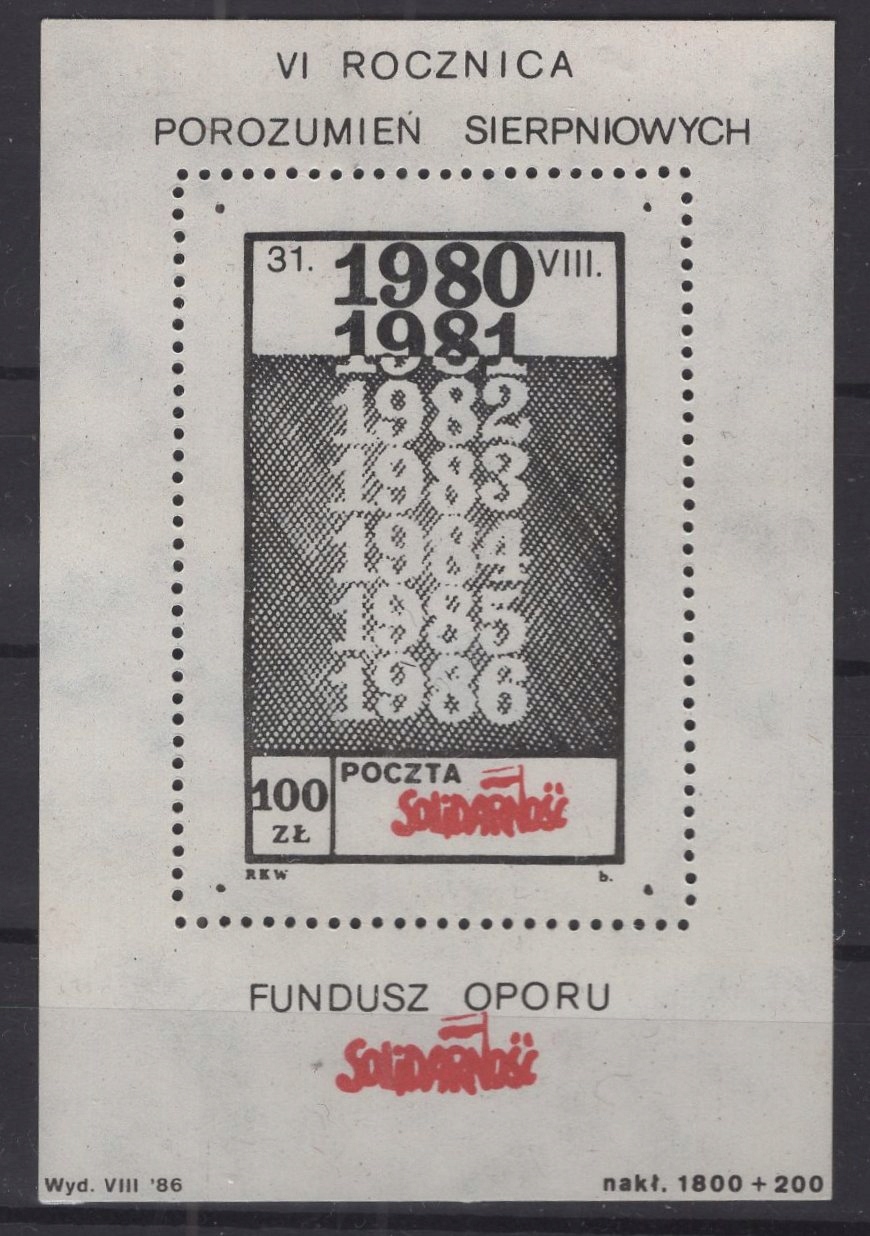 VI ROCZNICA
POROZUMIEŃ SIERPNIOWYCH
31. 1980 VIII.
1981
1982
1983
1984
1985
1986
100 ZŁ
POCZTA
SOLIDARNOŚĆ
RKW b.
FUNDUSZ OPORU
SOLIDARNOŚĆ
Wyd. VIII '86 nakł. 1800 + 200